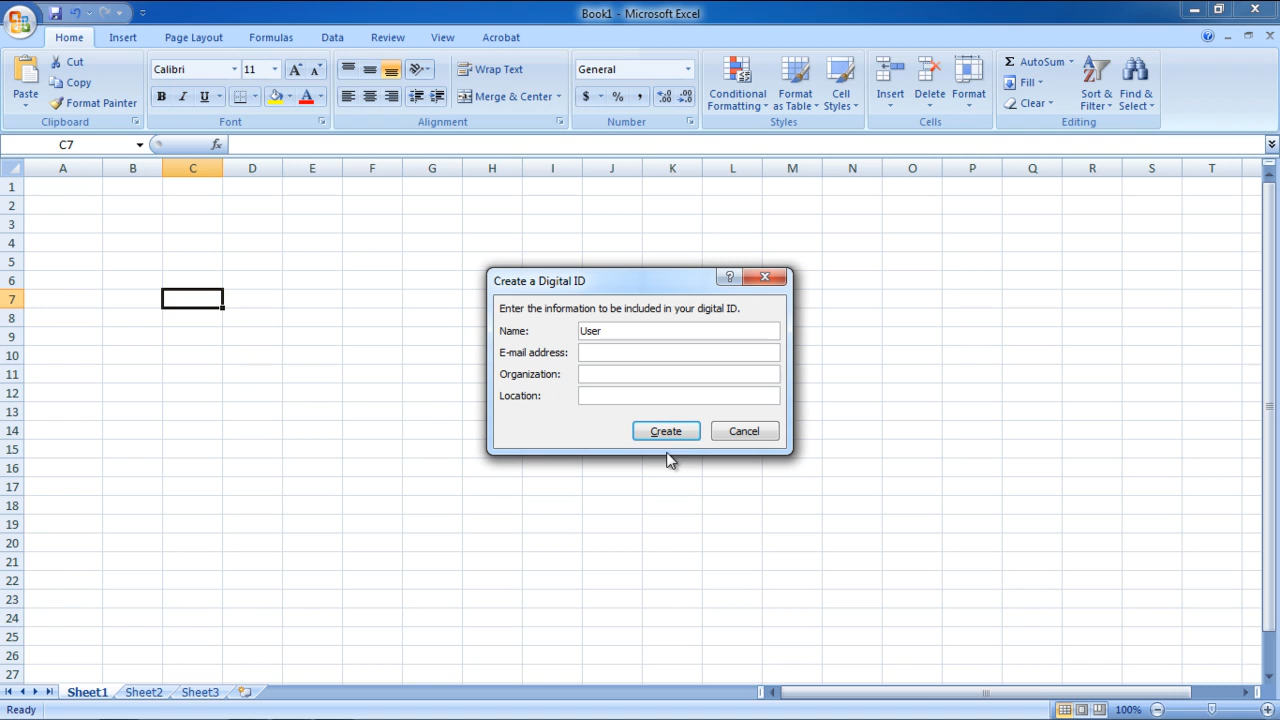 Book1 - Microsoft Excel
Home Insert Page Layout Formulas Data Review View Acrobat
Paste
Cut
Copy
Format Painter
Clipboard
Calibri 11
B I U
Font
Wrap Text
Merge & Center
Alignment
General
$ % ,
Number
Conditional Formatting
Format as Table
Cell Styles
Styles
Insert Delete Format
Cells
AutoSum
Fill
Clear
Sort & Filter
Find & Select
Editing
C7 fx
A B C D E F G H I J K L M N O P Q R S T
1
2
3
4
5
6
7
8
9
10
11
12
13
14
15
16
17
18
19
20
21
22
23
24
25
26
27
Create a Digital ID
Enter the information to be included in your digital ID.
Name: User
E-mail address:
Organization:
Location:
Create Cancel
Sheet1 Sheet2 Sheet3
Ready 100%